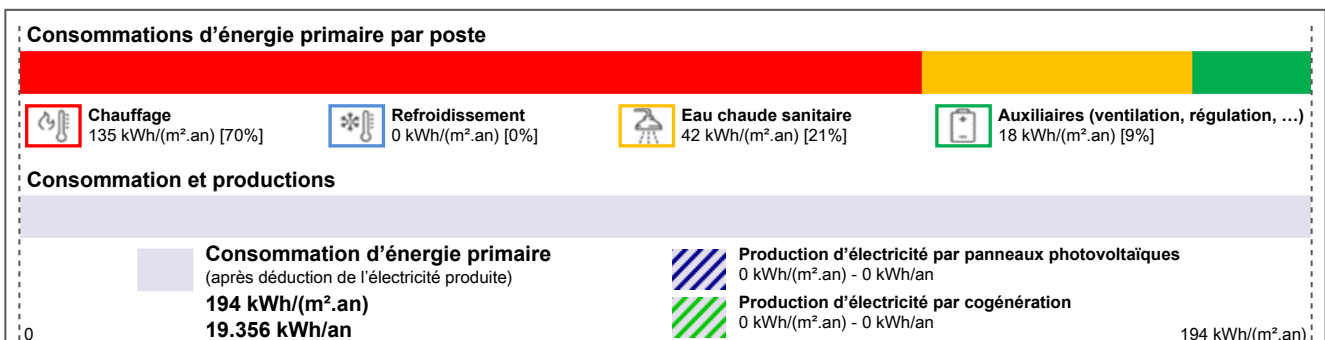 Consommations d’énergie primaire par poste
Chauffage
135 kWh/(m².an) [70%]
Refroidissement
0 kWh/(m².an) [0%]
Eau chaude sanitaire
42 kWh/(m².an) [21%]
Auxiliaires (ventilation, régulation, …)
18 kWh/(m².an) [9%]
Consommation et productions
Consommation d’énergie primaire
(après déduction de l’électricité produite)
194 kWh/(m².an)
19.356 kWh/an
Production d’électricité par panneaux photovoltaïques
0 kWh/(m².an) - 0 kWh/an
Production d’électricité par cogénération
0 kWh/(m².an) - 0 kWh/an
0
194 kWh/(m².an)